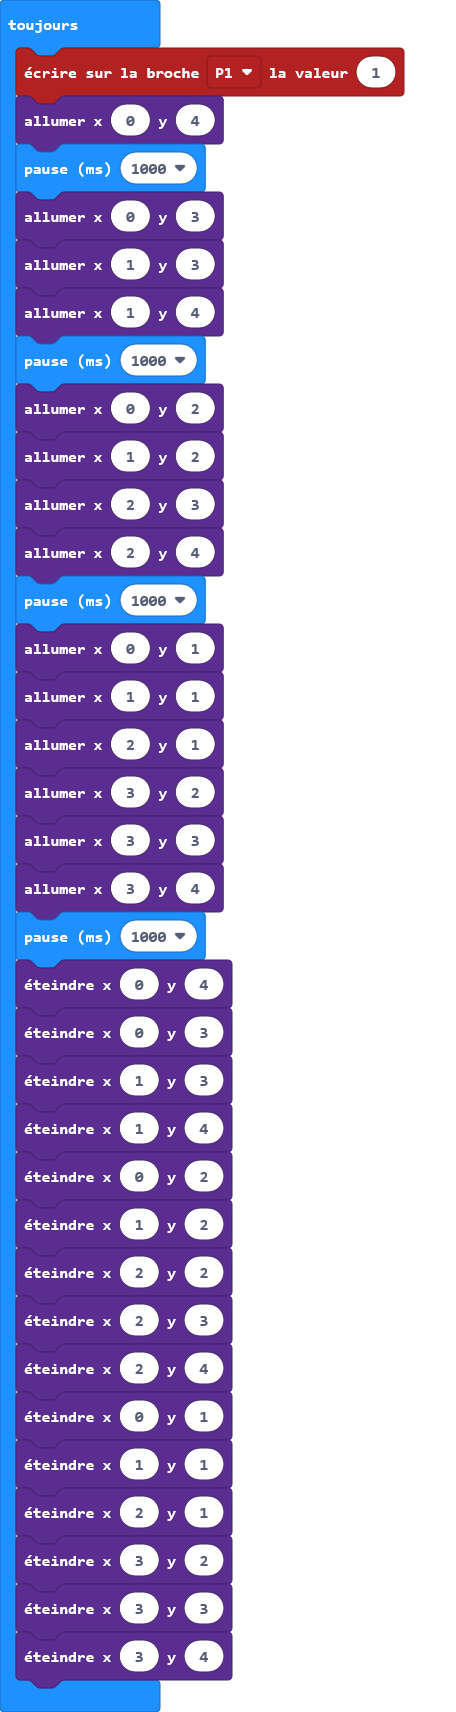 toujours
écrire sur la broche P1 la valeur 1
allumer x 0 y 4
pause (ms) 1000
allumer x 0 y 3
allumer x 1 y 3
allumer x 1 y 4
pause (ms) 1000
allumer x 0 y 2
allumer x 1 y 2
allumer x 2 y 3
allumer x 2 y 4
pause (ms) 1000
allumer x 0 y 1
allumer x 1 y 1
allumer x 2 y 1
allumer x 3 y 2
allumer x 3 y 3
allumer x 3 y 4
pause (ms) 1000
éteindre x 0 y 4
éteindre x 0 y 3
éteindre x 1 y 3
éteindre x 1 y 4
éteindre x 0 y 2
éteindre x 1 y 2
éteindre x 2 y 2
éteindre x 2 y 3
éteindre x 2 y 4
éteindre x 0 y 1
éteindre x 1 y 1
éteindre x 2 y 1
éteindre x 3 y 2
éteindre x 3 y 3
éteindre x 3 y 4